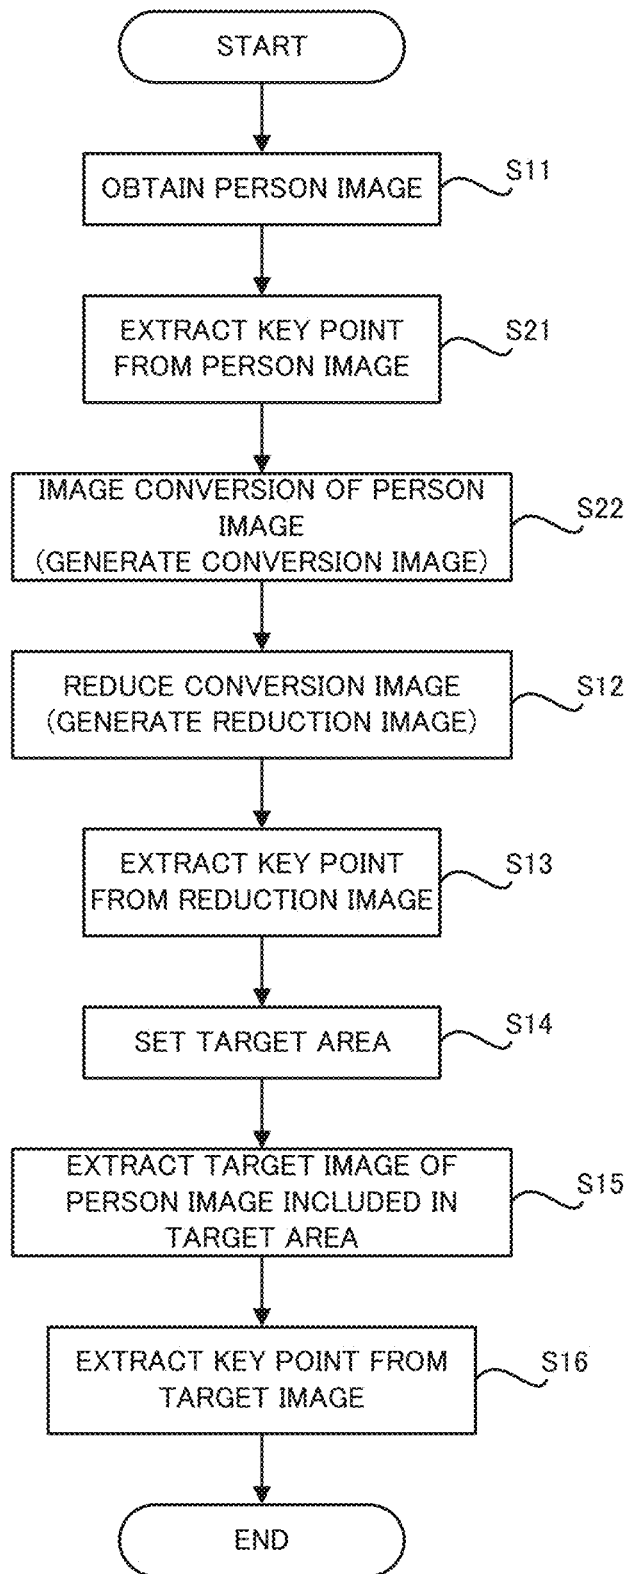 START
OBTAIN PERSON IMAGE
S11
EXTRACT KEY POINT
FROM PERSON IMAGE
S21
IMAGE CONVERSION OF PERSON
IMAGE
(GENERATE CONVERSION IMAGE)
S22
REDUCE CONVERSION IMAGE
(GENERATE REDUCTION IMAGE)
S12
EXTRACT KEY POINT
FROM REDUCTION IMAGE
S13
SET TARGET AREA
S14
EXTRACT TARGET IMAGE OF
PERSON IMAGE INCLUDED IN
TARGET AREA
S15
EXTRACT KEY POINT FROM
TARGET IMAGE
S16
END